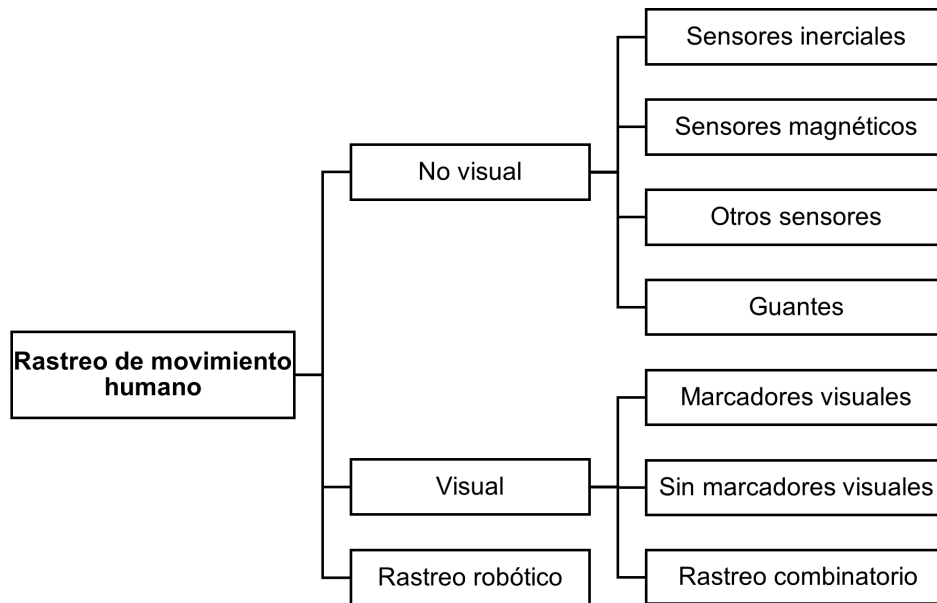 Sensores inerciales
Sensores magnéticos
No visual
Otros sensores
Guantes
Rastreo de movimiento
humano
Marcadores visuales
Visual
Sin marcadores visuales
Rastreo robótico
Rastreo combinatorio